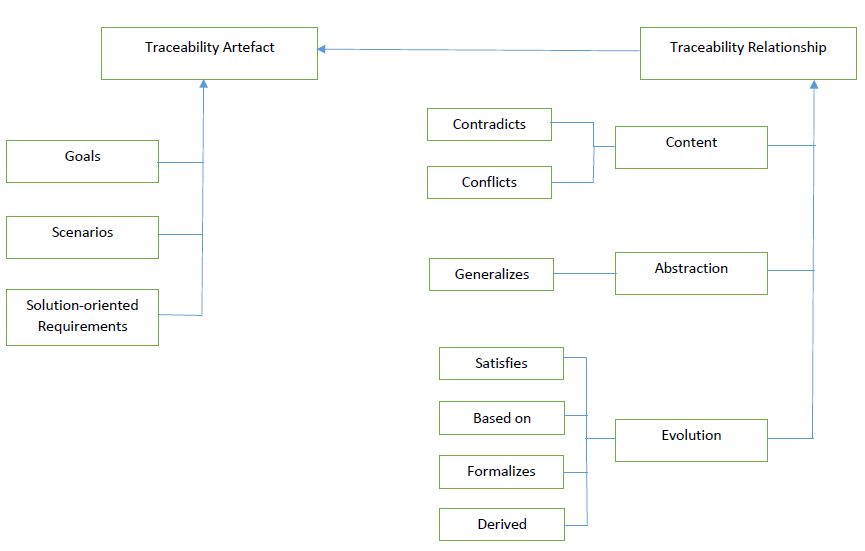 Traceability Artefact
Traceability Relationship
Goals
Scenarios
Solution-oriented
Requirements
Contradicts
Conflicts
Content
Generalizes
Abstraction
Satisfies
Based on
Formalizes
Derived
Evolution